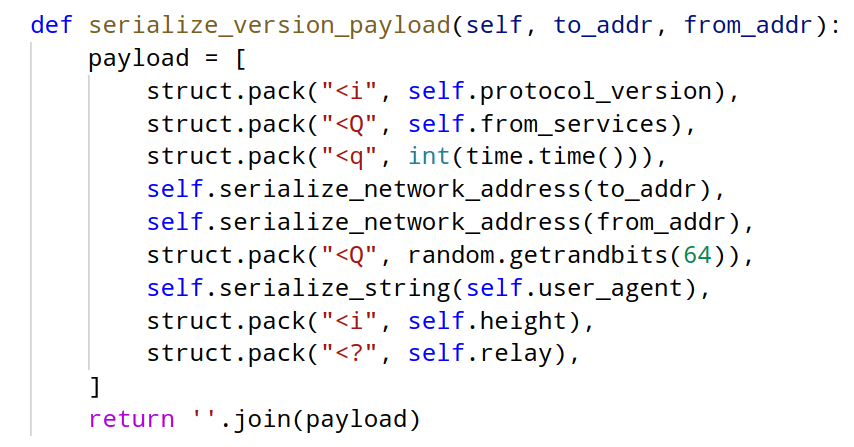 def serialize_version_payload(self, to_addr, from_addr):
    payload = [
        struct.pack("<i", self.protocol_version),
        struct.pack("<Q", self.from_services),
        struct.pack("<q", int(time.time())),
        self.serialize_network_address(to_addr),
        self.serialize_network_address(from_addr),
        struct.pack("<Q", random.getrandbits(64)),
        self.serialize_string(self.user_agent),
        struct.pack("<i", self.height),
        struct.pack("<?", self.relay),
    ]
    return ''.join(payload)